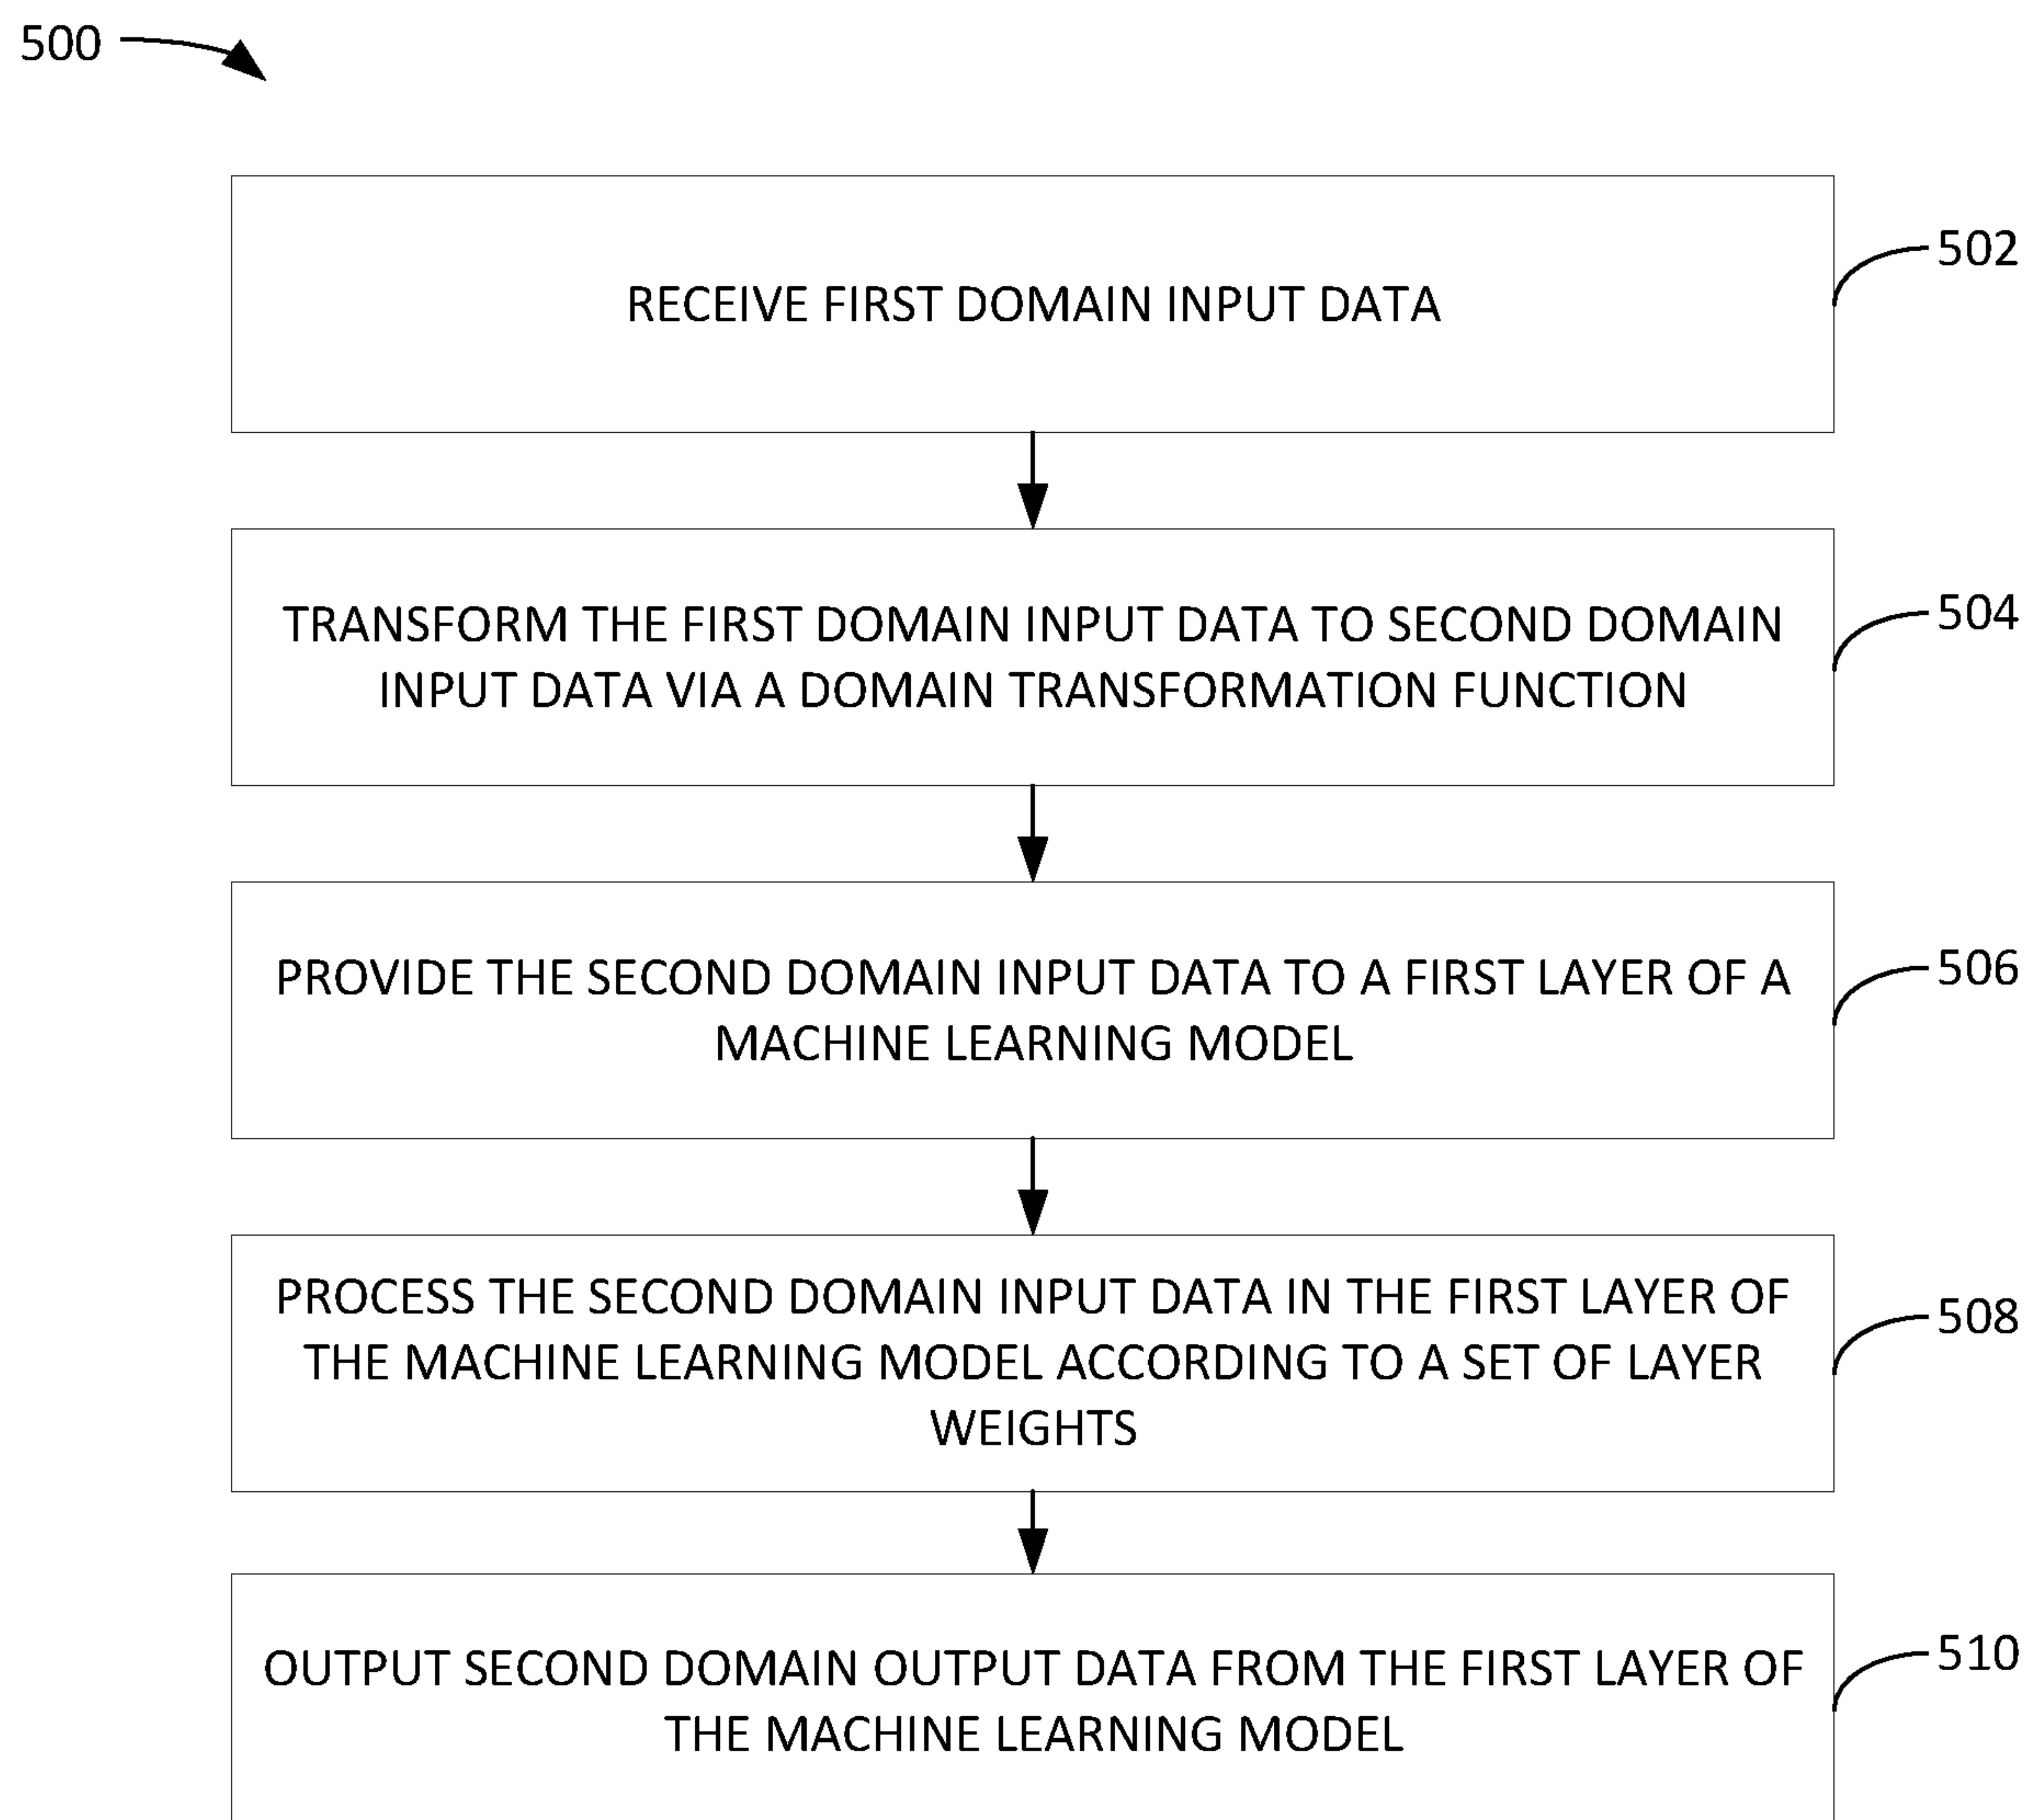 500
RECEIVE FIRST DOMAIN INPUT DATA
502
TRANSFORM THE FIRST DOMAIN INPUT DATA TO SECOND DOMAIN
INPUT DATA VIA A DOMAIN TRANSFORMATION FUNCTION
504
PROVIDE THE SECOND DOMAIN INPUT DATA TO A FIRST LAYER OF A
MACHINE LEARNING MODEL
506
PROCESS THE SECOND DOMAIN INPUT DATA IN THE FIRST LAYER OF
THE MACHINE LEARNING MODEL ACCORDING TO A SET OF LAYER
WEIGHTS
508
OUTPUT SECOND DOMAIN OUTPUT DATA FROM THE FIRST LAYER OF
THE MACHINE LEARNING MODEL
510